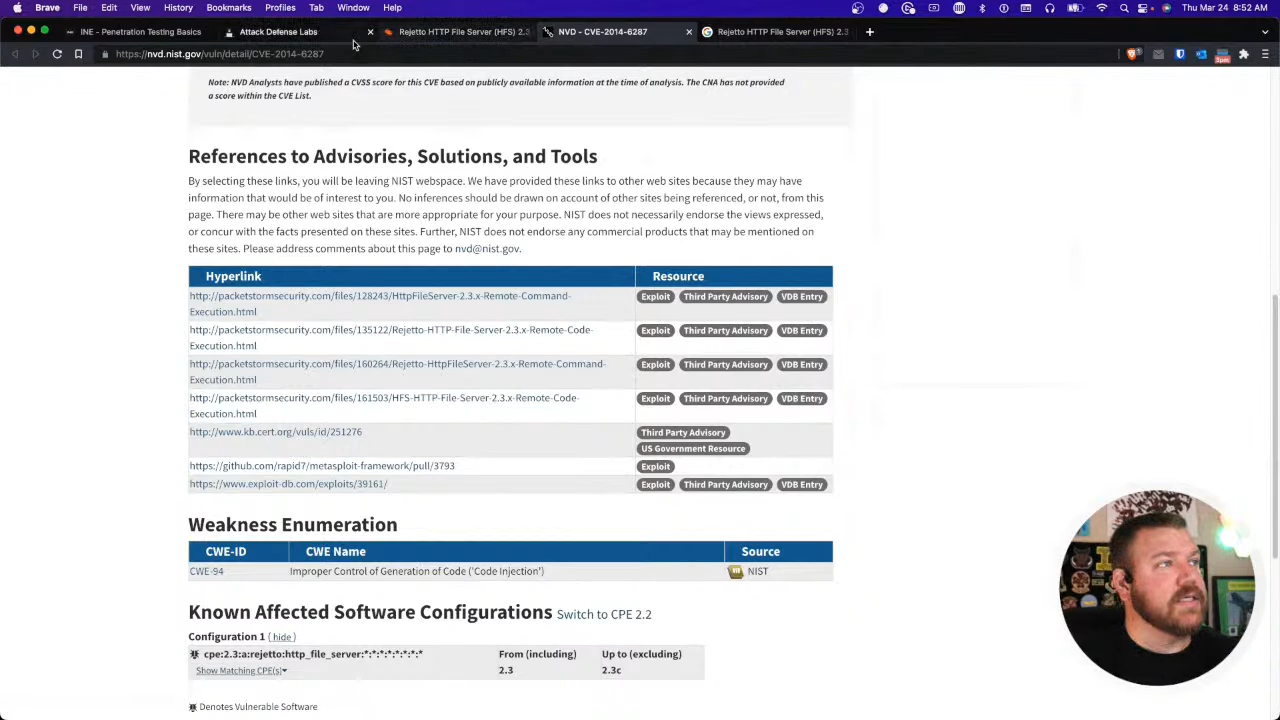 Brave File Edit View History Bookmarks Profiles Tab Window Help Thu Mar 24 8:52 AM
INE - Penetration Testing Basics Attack Defense Labs Rejetto HTTP File Server (HFS) 2.3 NVD - CVE-2014-6287 Rejetto HTTP File Server (HFS) 2.3
https://nvd.nist.gov/vuln/detail/CVE-2014-6287
Note: NVD Analysts have published a CVSS score for this CVE based on publicly available information at the time of analysis. The CNA has not provided
a score within the CVE List.
References to Advisories, Solutions, and Tools
By selecting these links, you will be leaving NIST webspace. We have provided these links to other web sites because they may have
information that would be of interest to you. No inferences should be drawn on account of other sites being referenced, or not, from this
page. There may be other web sites that are more appropriate for your purpose. NIST does not necessarily endorse the views expressed,
or concur with the facts presented on these sites. Further, NIST does not endorse any commercial products that may be mentioned on
these sites. Please address comments about this page to nvd@nist.gov.
Hyperlink Resource
http://packetstormsecurity.com/files/128243/HttpFileServer-2.3.x-Remote-Command- Exploit Third Party Advisory VDB Entry
Execution.html
http://packetstormsecurity.com/files/135122/Rejetto-HTTP-File-Server-2.3.x-Remote-Code- Exploit Third Party Advisory VDB Entry
Execution.html
http://packetstormsecurity.com/files/160264/Rejetto-HttpFileServer-2.3.x-Remote-Command- Exploit Third Party Advisory VDB Entry
Execution.html
http://packetstormsecurity.com/files/161503/HFS-HTTP-File-Server-2.3.x-Remote-Code- Exploit Third Party Advisory VDB Entry
Execution.html
http://www.kb.cert.org/vuls/id/251276 Third Party Advisory
US Government Resource
https://github.com/rapid7/metasploit-framework/pull/3793 Exploit
https://www.exploit-db.com/exploits/39161/ Exploit Third Party Advisory VDB Entry
Weakness Enumeration
CWE-ID CWE Name Source
CWE-94 Improper Control of Generation of Code ('Code Injection') NIST
Known Affected Software Configurations Switch to CPE 2.2
Configuration 1 ( hide )
cpe:2.3:a:rejetto:http_file_server:*:*:*:*:*:*:*:* From (including) Up to (excluding)
Show Matching CPE(s) 2.3 2.3c
Denotes Vulnerable Software